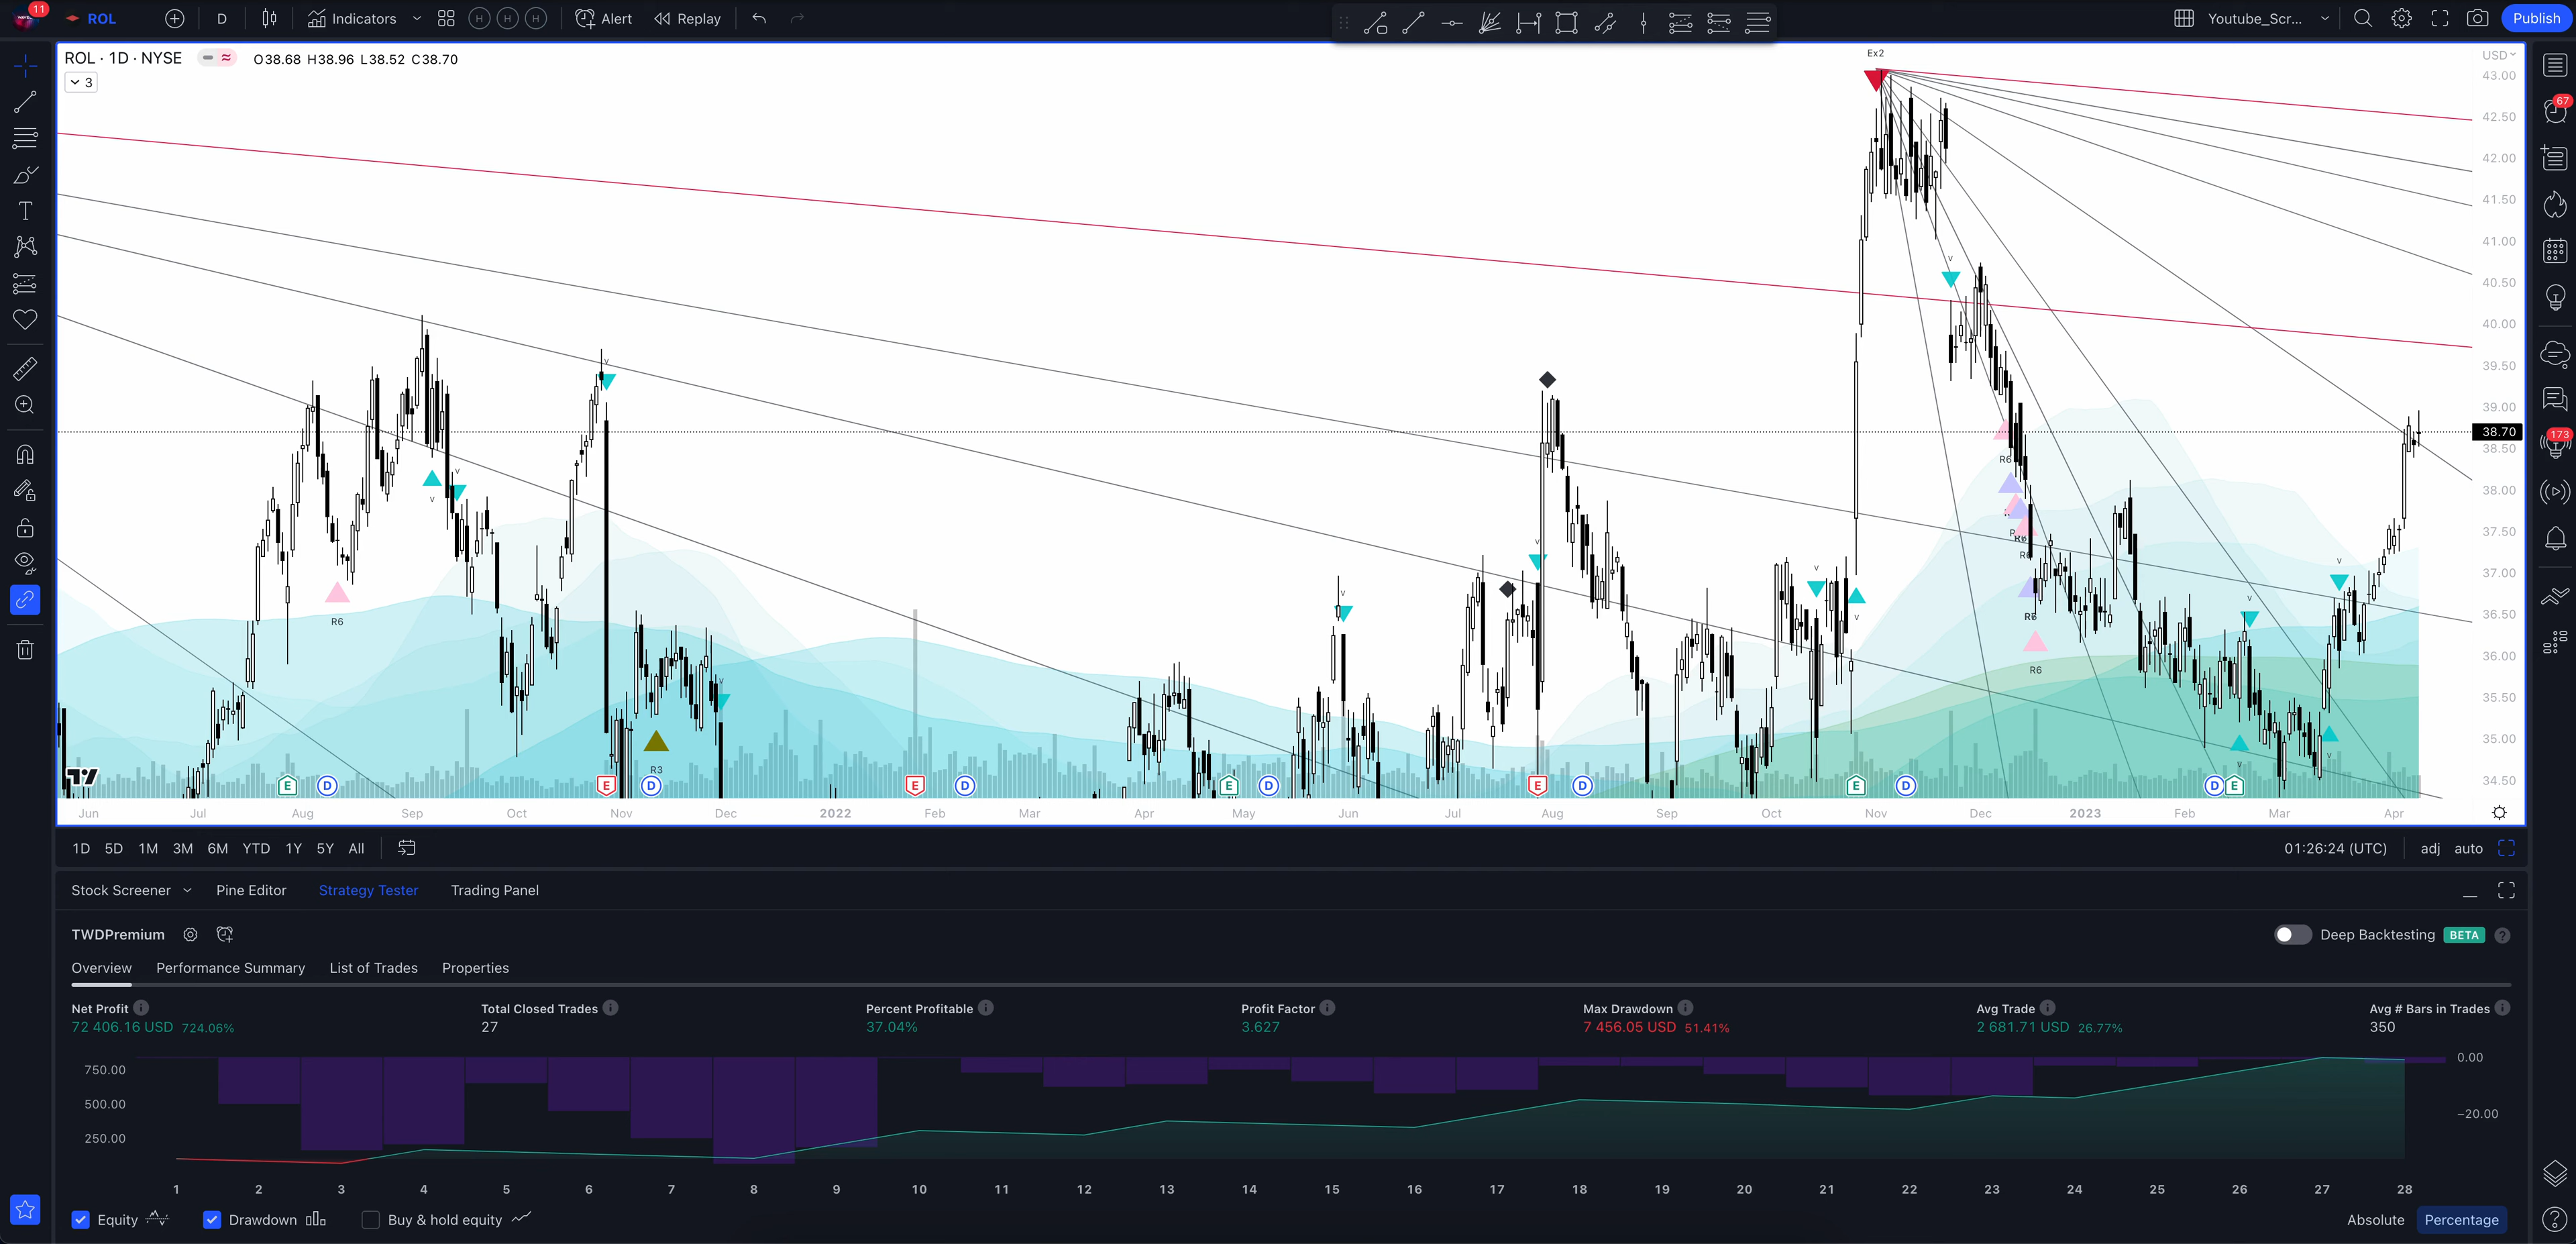 11
ROL
D
Indicators
H H H
Alert
Replay
Youtube_Scr...
Publish
ROL · 1D · NYSE
O38.68 H38.96 L38.52 C38.70
3
Ex2
USD
43.00
42.50
42.00
41.50
41.00
40.50
40.00
39.50
39.00
38.70
38.50
38.00
37.50
37.00
36.50
36.00
35.50
35.00
34.50
67
173
v
v
v
v
v
v
v
v
v
v
v
v
v
v
R6
R3
R6
R6
R6
R6
R6
E D E D E D E D E D E D D E
Jun Jul Aug Sep Oct Nov Dec 2022 Feb Mar Apr May Jun Jul Aug Sep Oct Nov Dec 2023 Feb Mar Apr
1D 5D 1M 3M 6M YTD 1Y 5Y All
01:26:24 (UTC)
adj auto
Stock Screener Pine Editor Strategy Tester Trading Panel
TWDPremium
Deep Backtesting BETA
Overview Performance Summary List of Trades Properties
Net Profit Total Closed Trades Percent Profitable Profit Factor Max Drawdown Avg Trade Avg # Bars in Trades
72 406.16 USD 724.06% 27 37.04% 3.627 7 456.05 USD 51.41% 2 681.71 USD 26.77% 350
750.00
500.00
250.00
0.00
−20.00
1 2 3 4 5 6 7 8 9 10 11 12 13 14 15 16 17 18 19 20 21 22 23 24 25 26 27 28
Equity Drawdown Buy & hold equity
Absolute Percentage